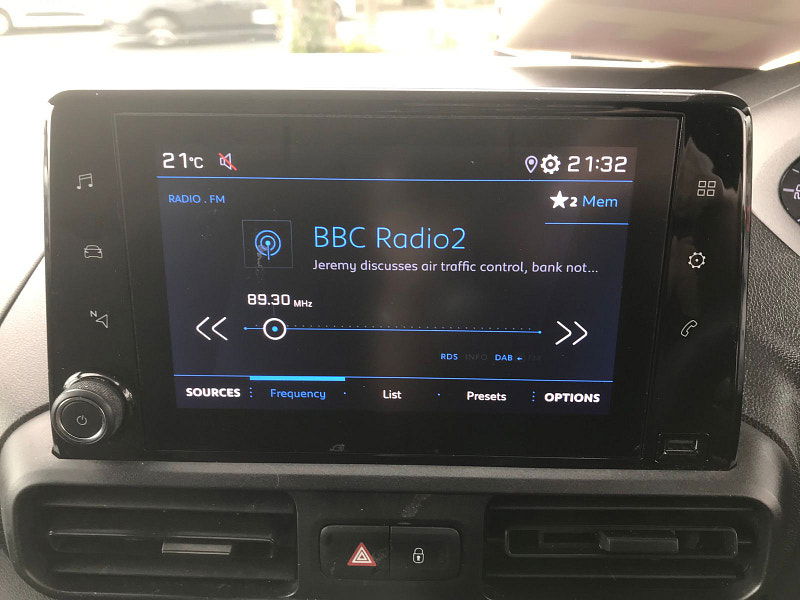 21°C 21:32
RADIO . FM
2 Mem
BBC Radio2
Jeremy discusses air traffic control, bank not...
89.30 MHz
RDS INFO DAB FM
SOURCES Frequency List Presets OPTIONS
N